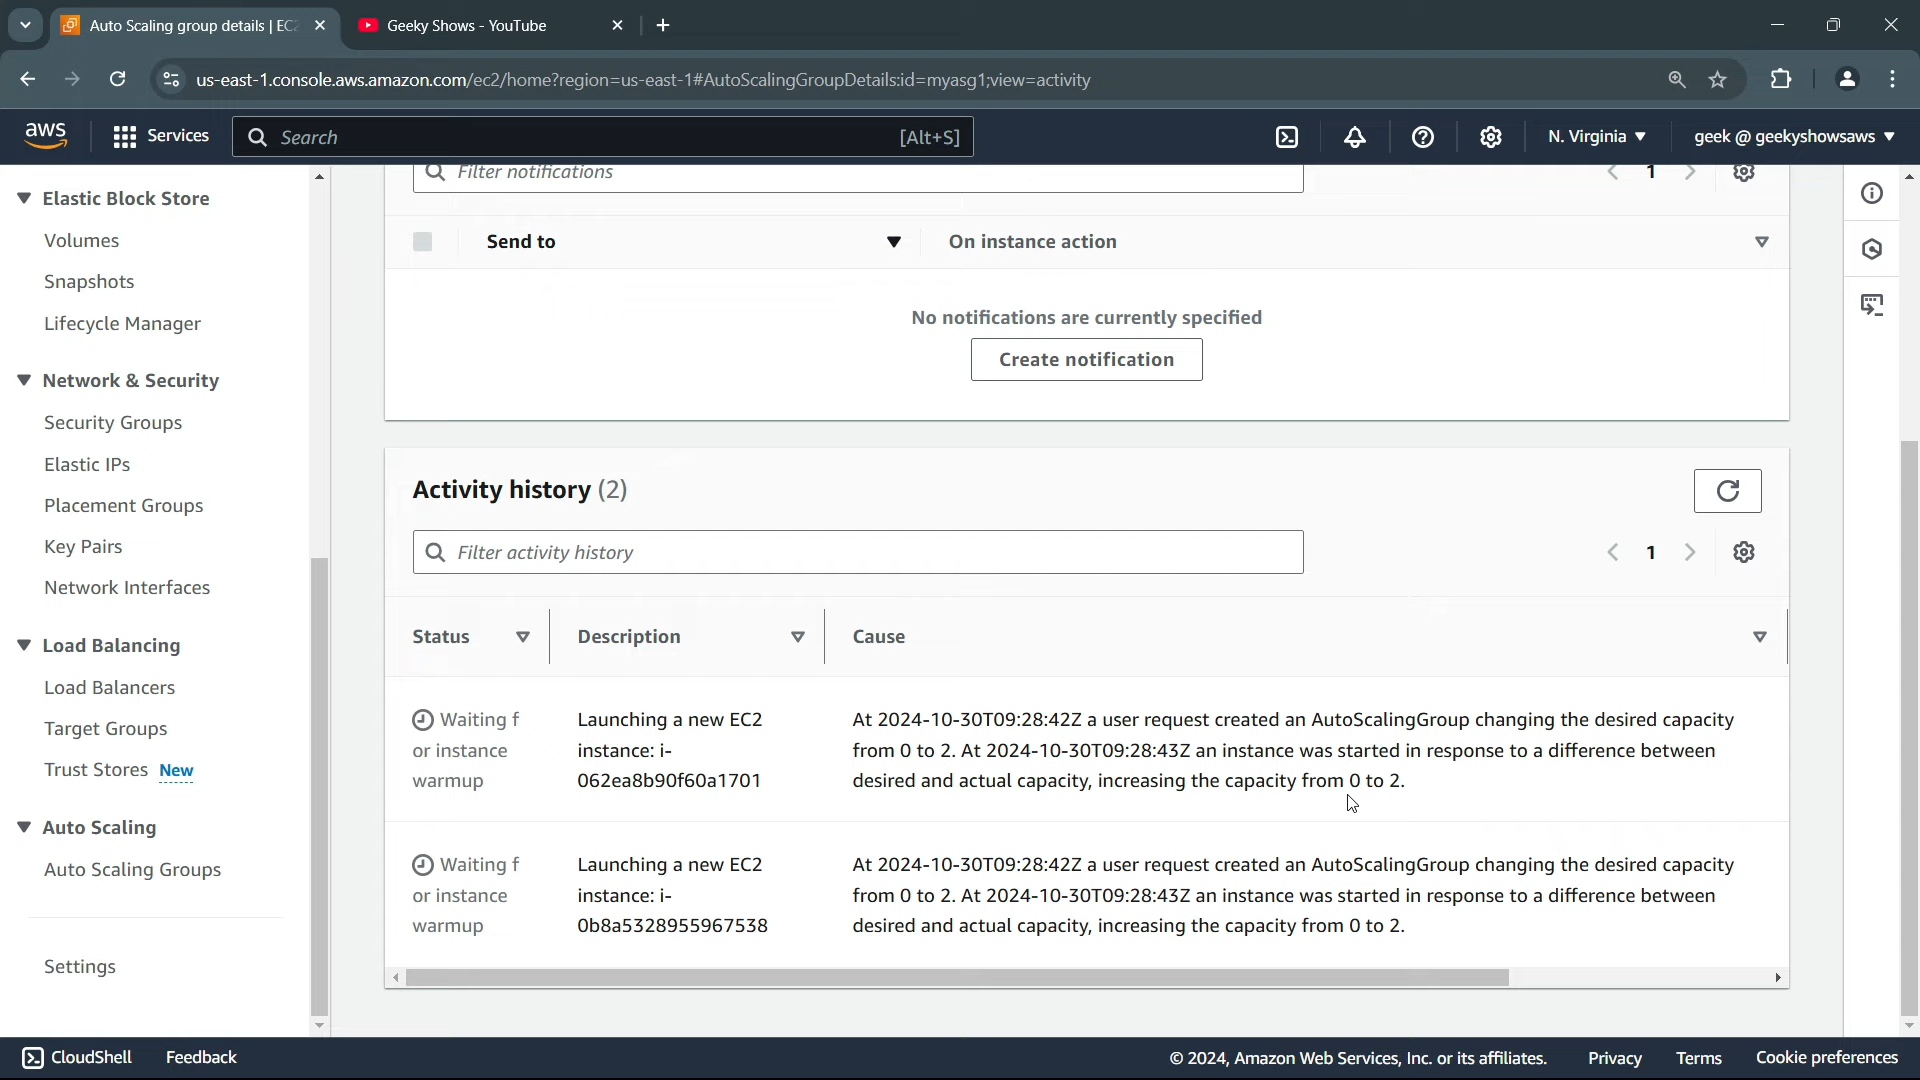 Auto Scaling group details | EC2
Geeky Shows - YouTube
us-east-1.console.aws.amazon.com/ec2/home?region=us-east-1#AutoScalingGroupDetails:id=myasg1;view=activity
aws
Services
Search
[Alt+S]
N. Virginia
geek @ geekyshowsaws
Elastic Block Store
Volumes
Snapshots
Lifecycle Manager
Network & Security
Security Groups
Elastic IPs
Placement Groups
Key Pairs
Network Interfaces
Load Balancing
Load Balancers
Target Groups
Trust Stores New
Auto Scaling
Auto Scaling Groups
Settings
Filter notifications
1
Send to
On instance action
No notifications are currently specified
Create notification
Activity history (2)
Filter activity history
1
Status
Description
Cause
Waiting f
or instance
warmup
Launching a new EC2
instance: i-
062ea8b90f60a1701
At 2024-10-30T09:28:42Z a user request created an AutoScalingGroup changing the desired capacity
from 0 to 2. At 2024-10-30T09:28:43Z an instance was started in response to a difference between
desired and actual capacity, increasing the capacity from 0 to 2.
Waiting f
or instance
warmup
Launching a new EC2
instance: i-
0b8a5328955967538
At 2024-10-30T09:28:42Z a user request created an AutoScalingGroup changing the desired capacity
from 0 to 2. At 2024-10-30T09:28:43Z an instance was started in response to a difference between
desired and actual capacity, increasing the capacity from 0 to 2.
CloudShell
Feedback
© 2024, Amazon Web Services, Inc. or its affiliates.
Privacy
Terms
Cookie preferences